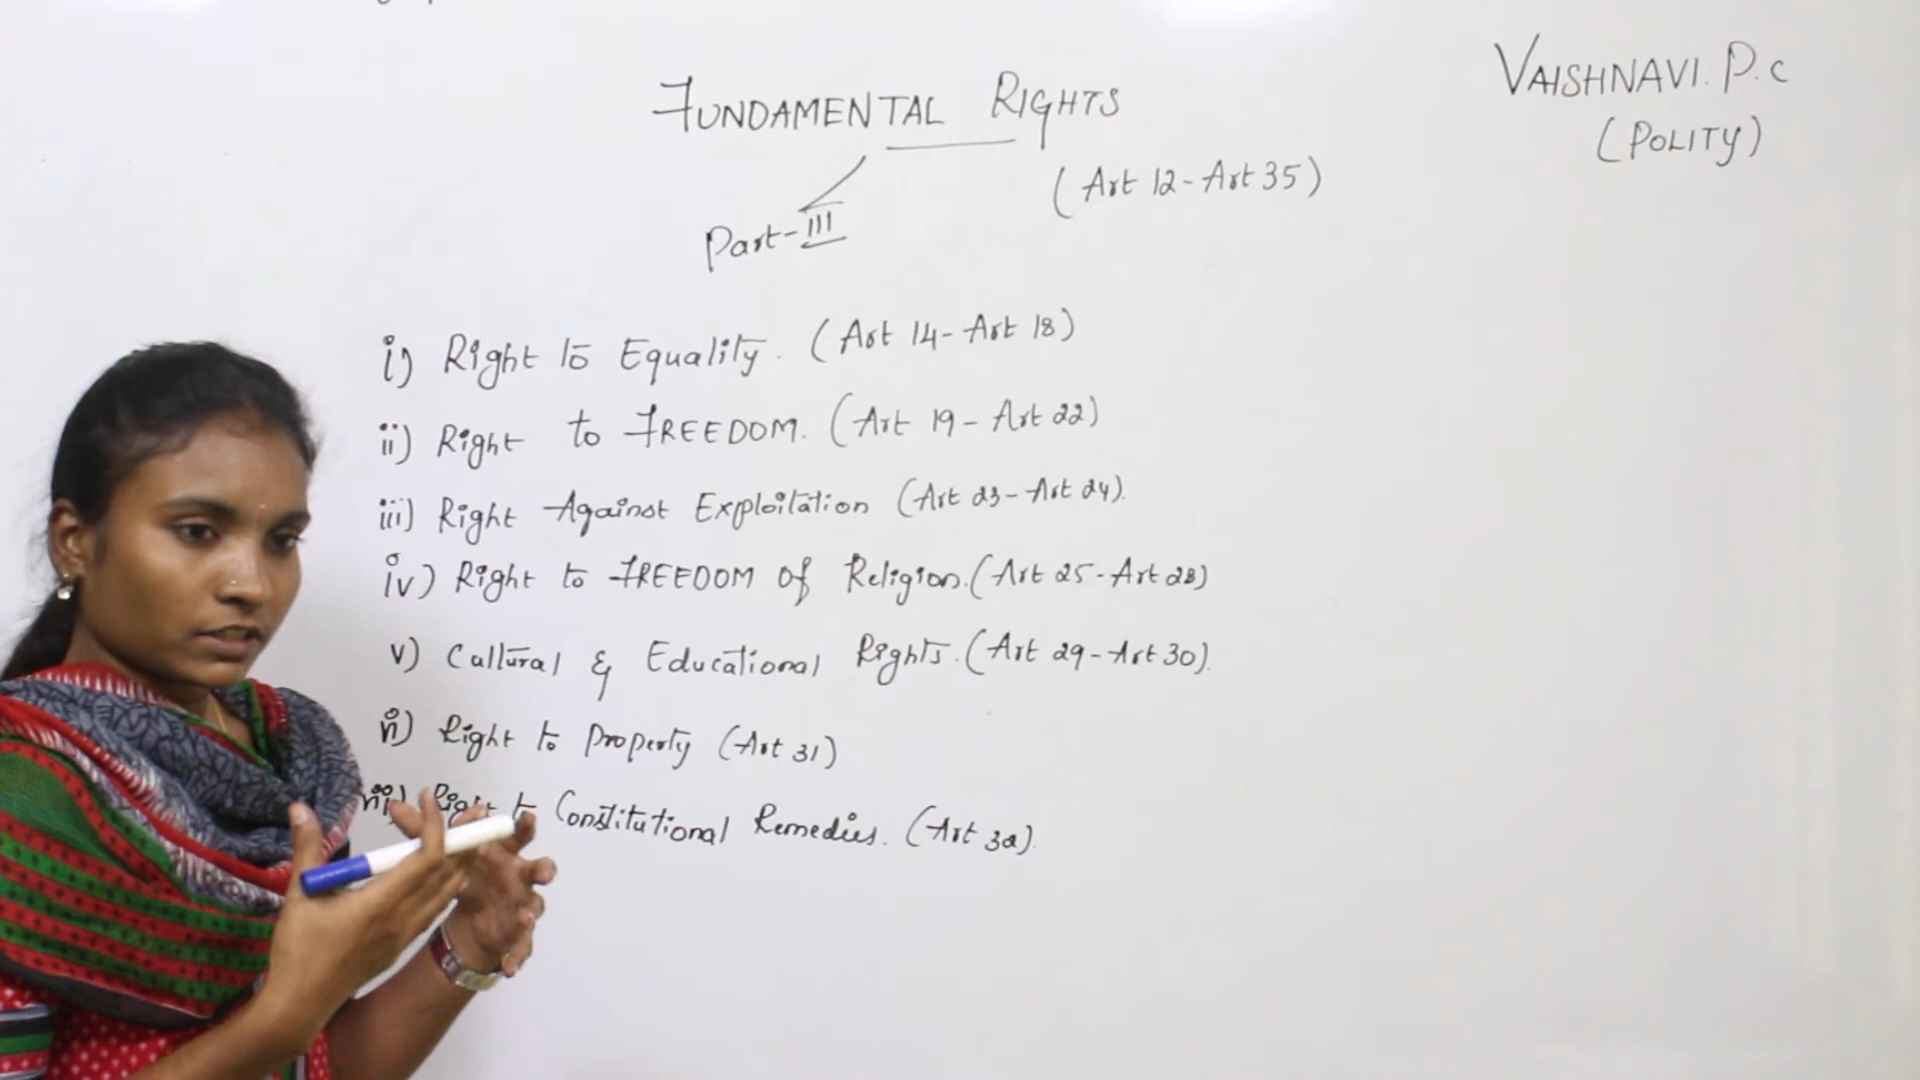 FUNDAMENTAL RIGHTS
(Art 12-Art 35)
Part-III
VAISHNAVI. P.C
(POLITY)
i) Right to Equality. (Art 14-Art 18)
ii) Right to FREEDOM. (Art 19-Art 22)
iii) Right Against Exploitation (Art 23-Art 24).
iv) Right to FREEDOM of Religion. (Art 25-Art 28)
v) Cultural & Educational Rights. (Art 29-Art 30).
vi) Right to Property (Art 31)
vii) Right to Constitutional Remedies. (Art 32).